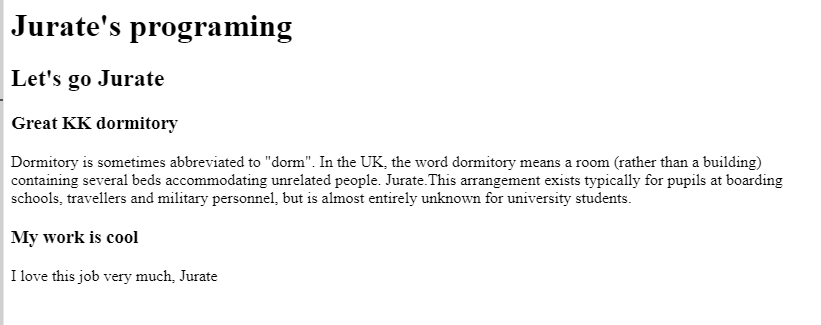 Jurate's programing
Let's go Jurate
Great KK dormitory
Dormitory is sometimes abbreviated to "dorm". In the UK, the word dormitory means a room (rather than a building)
containing several beds accommodating unrelated people. Jurate.This arrangement exists typically for pupils at boarding
schools, travellers and military personnel, but is almost entirely unknown for university students.
My work is cool
I love this job very much, Jurate